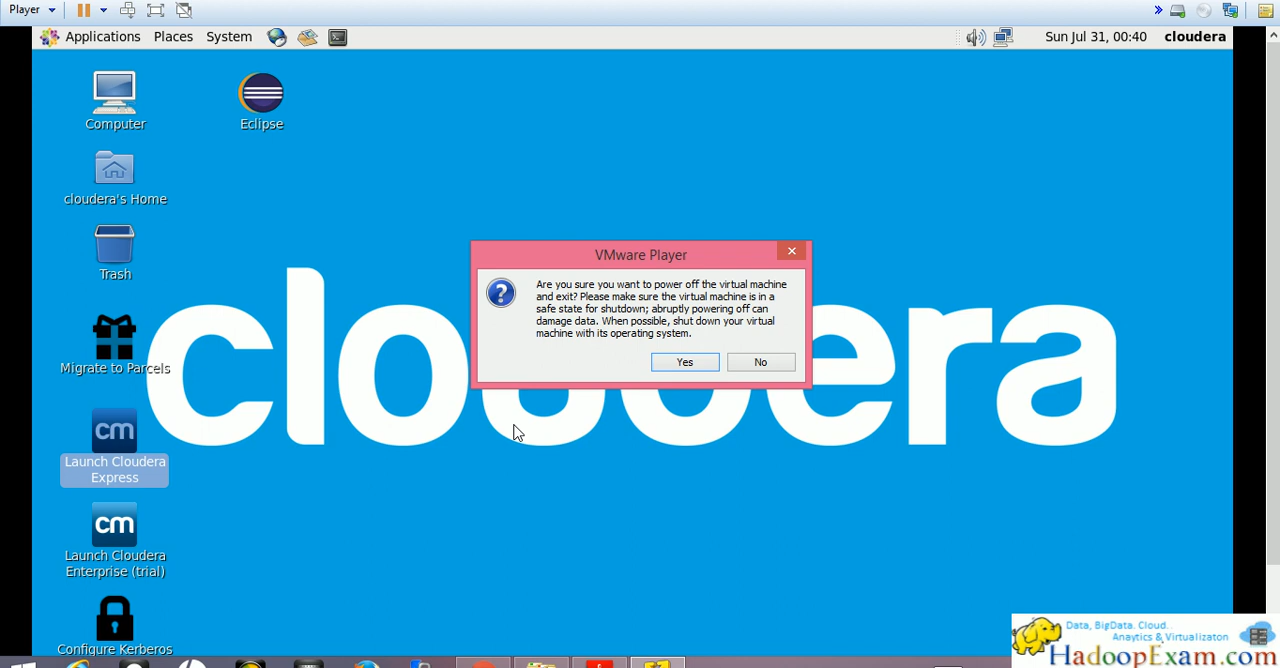 Player
Applications Places System
Sun Jul 31, 00:40 cloudera
Computer
Eclipse
cloudera's Home
Trash
Migrate to Parcels
cm
Launch Cloudera
Express
cm
Launch Cloudera
Enterprise (trial)
Configure Kerberos
cloudera
VMware Player
?
Are you sure you want to power off the virtual machine
and exit? Please make sure the virtual machine is in a
safe state for shutdown; abruptly powering off can
damage data. When possible, shut down your virtual
machine with its operating system.
Yes No
Data, BigData. Cloud..
Anaytics & Virtualizaton
HadoopExam.com